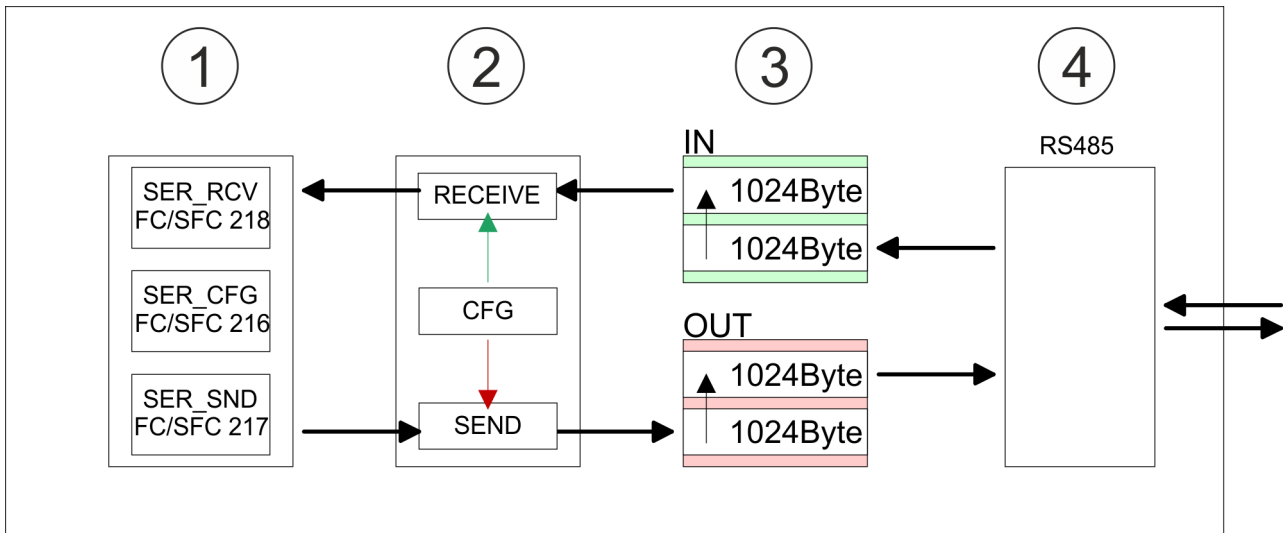 1
2
3
4
SER_RCV
FC/SFC 218
SER_CFG
FC/SFC 216
SER_SND
FC/SFC 217
RECEIVE
CFG
SEND
IN
1024Byte
1024Byte
OUT
1024Byte
1024Byte
RS485